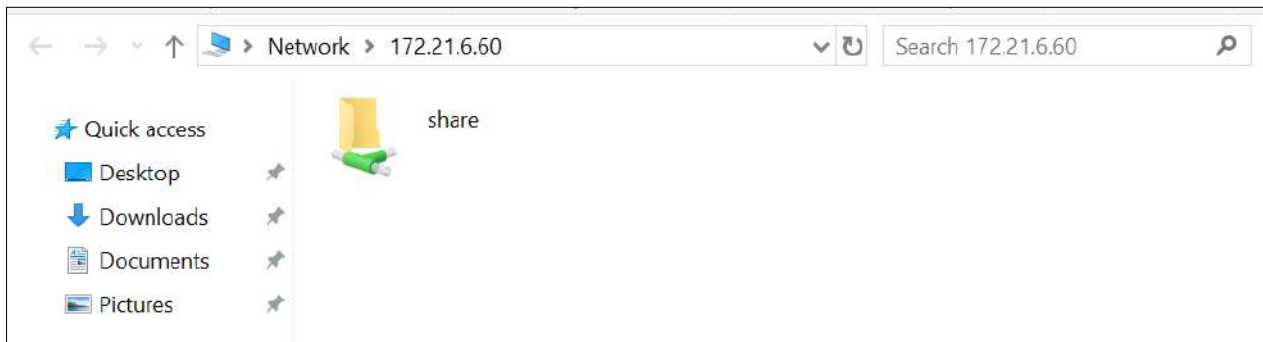 Network > 172.21.6.60
Search 172.21.6.60
Quick access
share
Desktop
Downloads
Documents
Pictures